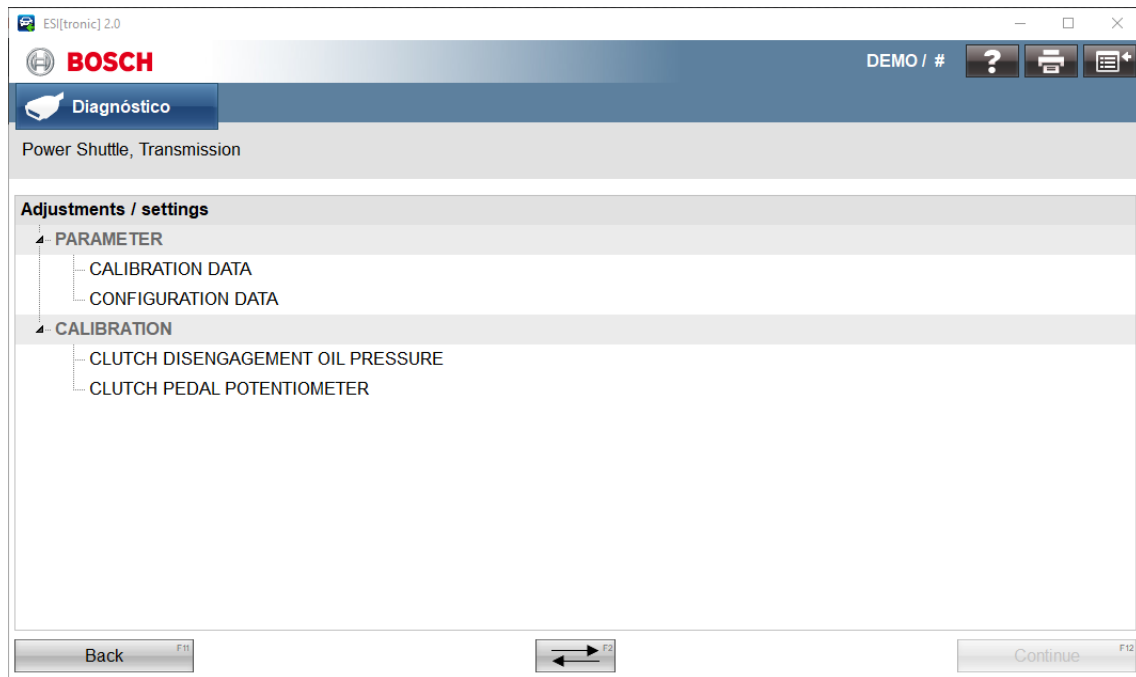 ESI[tronic] 2.0
BOSCH
DEMO / #
?
Diagnóstico
Power Shuttle, Transmission
Adjustments / settings
PARAMETER
CALIBRATION DATA
CONFIGURATION DATA
CALIBRATION
CLUTCH DISENGAGEMENT OIL PRESSURE
CLUTCH PEDAL POTENTIOMETER
Back F11
F2
Continue F12